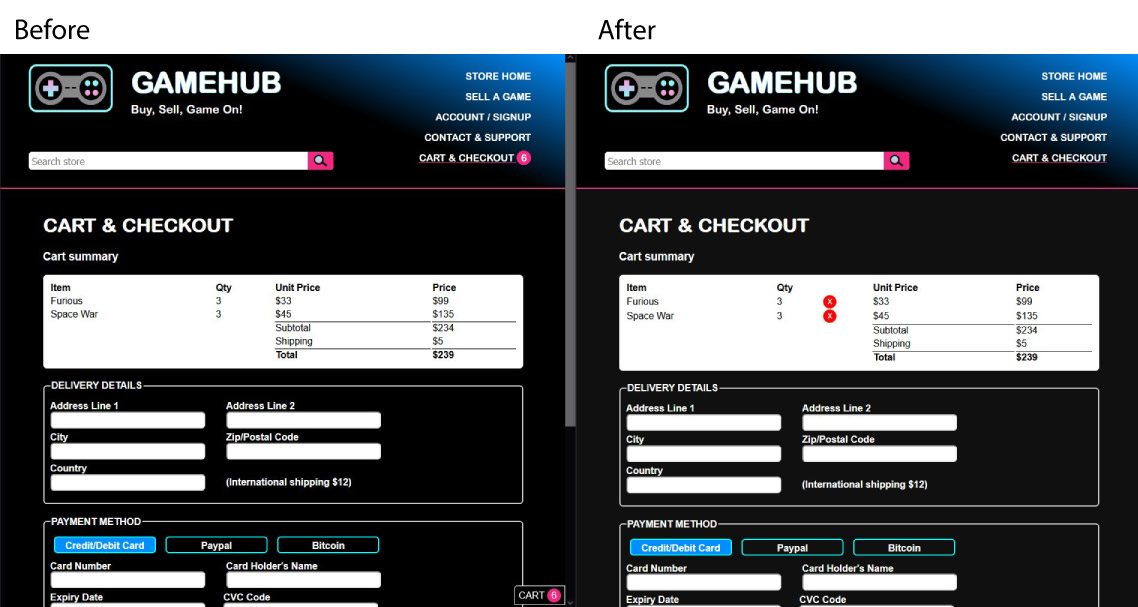 Before
GAMEHUB
Buy, Sell, Game On!
STORE HOME
SELL A GAME
ACCOUNT / SIGNUP
CONTACT & SUPPORT
CART & CHECKOUT 6
Search store
CART & CHECKOUT
Cart summary
Item Qty Unit Price Price
Furious 3 $33 $99
Space War 3 $45 $135
Subtotal $234
Shipping $5
Total $239
DELIVERY DETAILS
Address Line 1 Address Line 2
City Zip/Postal Code
Country
(International shipping $12)
PAYMENT METHOD
Credit/Debit Card Paypal Bitcoin
Card Number Card Holder's Name
Expiry Date CVC Code
CART 6
After
GAMEHUB
Buy, Sell, Game On!
STORE HOME
SELL A GAME
ACCOUNT / SIGNUP
CONTACT & SUPPORT
CART & CHECKOUT
Search store
CART & CHECKOUT
Cart summary
Item Qty Unit Price Price
Furious 3 X $33 $99
Space War 3 X $45 $135
Subtotal $234
Shipping $5
Total $239
DELIVERY DETAILS
Address Line 1 Address Line 2
City Zip/Postal Code
Country
(International shipping $12)
PAYMENT METHOD
Credit/Debit Card Paypal Bitcoin
Card Number Card Holder's Name
Expiry Date CVC Code